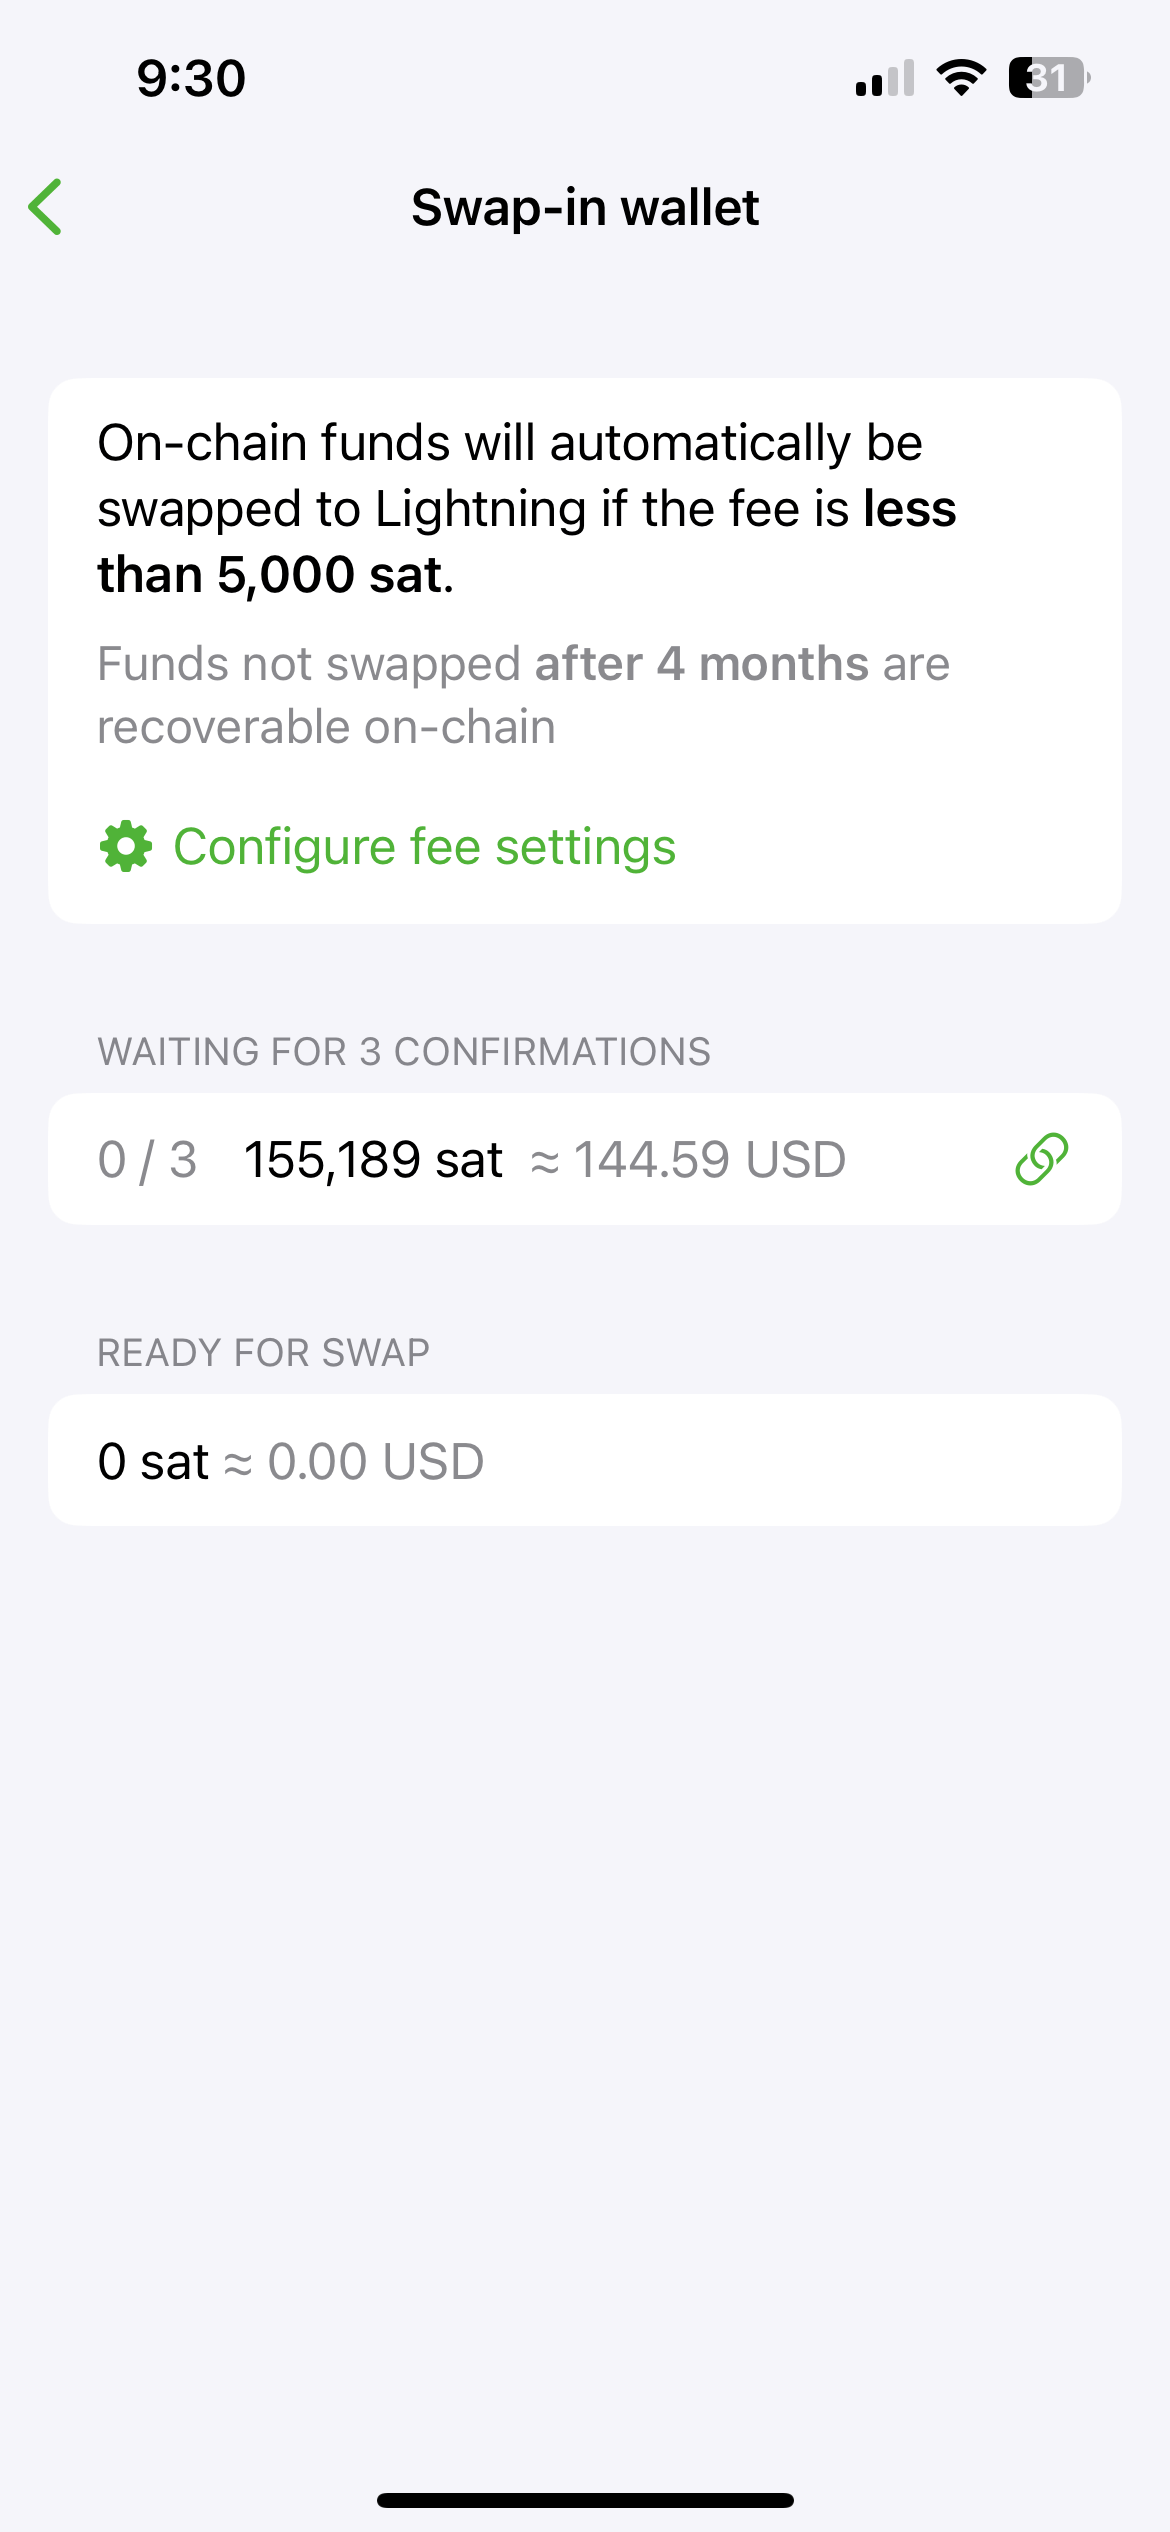 9:30
31
Swap-in wallet
On-chain funds will automatically be
swapped to Lightning if the fee is less
than 5,000 sat.
Funds not swapped after 4 months are
recoverable on-chain
Configure fee settings
WAITING FOR 3 CONFIRMATIONS
0 / 3 155,189 sat ≈ 144.59 USD
READY FOR SWAP
0 sat ≈ 0.00 USD